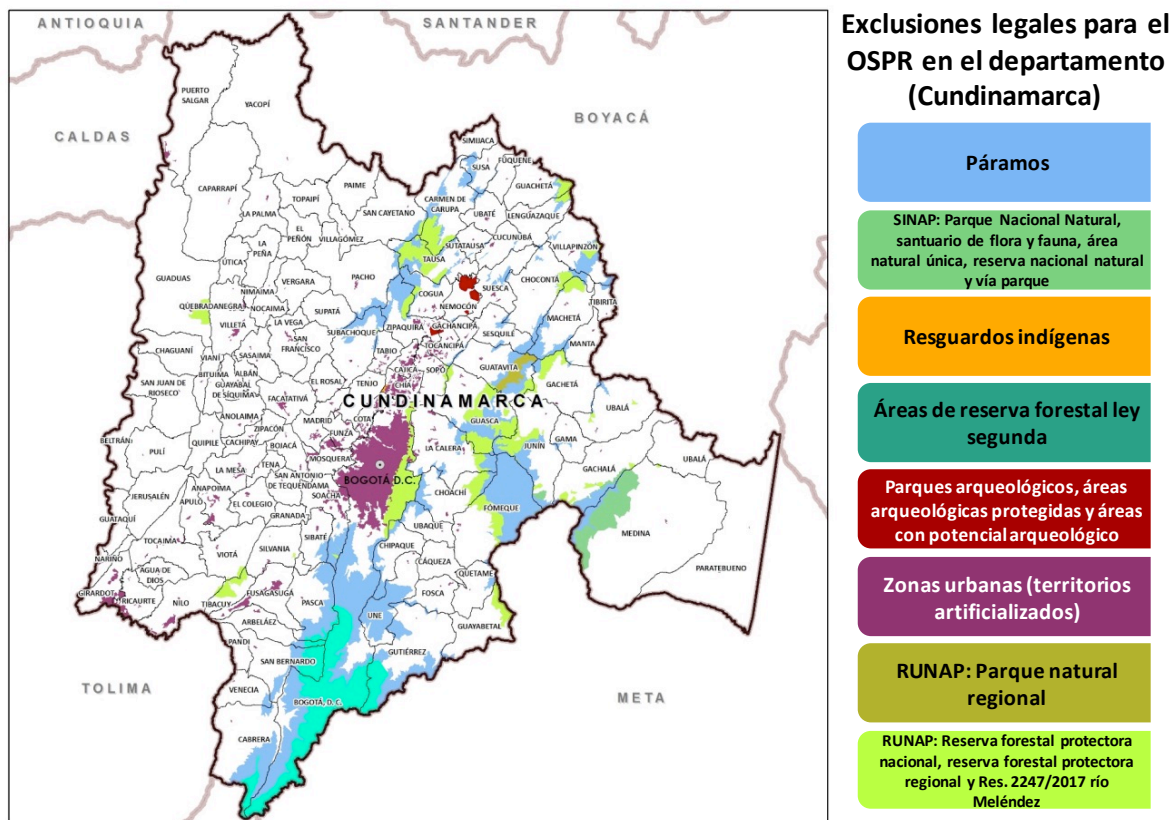 ANTIOQUIA
SANTANDER
BOYACÁ
CALDAS
TOLIMA
META
CUNDINAMARCA
PUERTO
SALGAR
YACOPÍ
SIMIJACA
SUSA
FÚQUENE
GUACHETÁ
CAPARRAPÍ
PAIME
TOPAIPÍ
LA PALMA
SAN CAYETANO
CARMEN DE
CARUPA
UBATÉ
LENGUAZAQUE
EL
PEÑÓN
VILLAGÓMEZ
CUCUNUBÁ
SUTATAUSA
TAUSA
VILLAPINZÓN
LA
PEÑA
ÚTICA
GUADUAS
PACHO
VERGARA
NIMAIMA
COGUA
SUESCA
CHOCONTÁ
NEMOCÓN
TIBIRITA
QUEBRADANEGRA
NOCAIMA
SUPATÁ
VILLETA
LA VEGA
SUBACHOQUE
ZIPAQUIRÁ
GACHANCIPÁ
MACHETÁ
SAN
FRANCISCO
TOCANCIPÁ
SESQUILÉ
MANTA
CHAGUANÍ
VIANÍ
SASAIMA
TABIO
BITUIMA
ALBÁN
CAJICÁ
SOPÓ
GUATAVITA
SAN JUAN DE
RIOSECO
GUAYABAL
DE SÍQUIMA
EL ROSAL
TENJO
CHÍA
GACHETÁ
FACATATIVÁ
UBALÁ
ANOLAIMA
MADRID
COTA
GUASCA
BELTRÁN
ZIPACÓN
FUNZA
PULÍ
QUIPILE
CACHIPAY
BOJACÁ
MOSQUERA
LA CALERA
JUNÍN
GAMA
UBALÁ
LA MESA
TENA
GACHALÁ
BOGOTÁ D.C.
JERUSALÉN
ANAPOIMA
SAN ANTONIO
DE TEQUENDAMA
SOACHA
CHOACHÍ
APULO
EL COLEGIO
FÓMEQUE
GUATAQUÍ
GRANADA
UBAQUE
MEDINA
TOCAIMA
SIBATÉ
CHIPAQUE
NARIÑO
VIOTÁ
SILVANIA
CÁQUEZA
AGUA DE
DIOS
QUETAME
PARATEBUENO
GIRARDOT
RICAURTE
NILO
TIBACUY
FUSAGASUGÁ
PASCA
FOSCA
UNE
ARBELÁEZ
GUAYABETAL
PANDI
GUTIÉRREZ
SAN BERNARDO
VENECIA
BOGOTÁ, D. C.
CABRERA
Exclusiones legales para el
OSPR en el departamento
(Cundinamarca)
Páramos
SINAP: Parque Nacional Natural,
santuario de flora y fauna, área
natural única, reserva nacional natural
y vía parque
Resguardos indígenas
Áreas de reserva forestal ley
segunda
Parques arqueológicos, áreas
arqueológicas protegidas y áreas
con potencial arqueológico
Zonas urbanas (territorios
artificializados)
RUNAP: Parque natural
regional
RUNAP: Reserva forestal protectora
nacional, reserva forestal protectora
regional y Res. 2247/2017 río
Meléndez